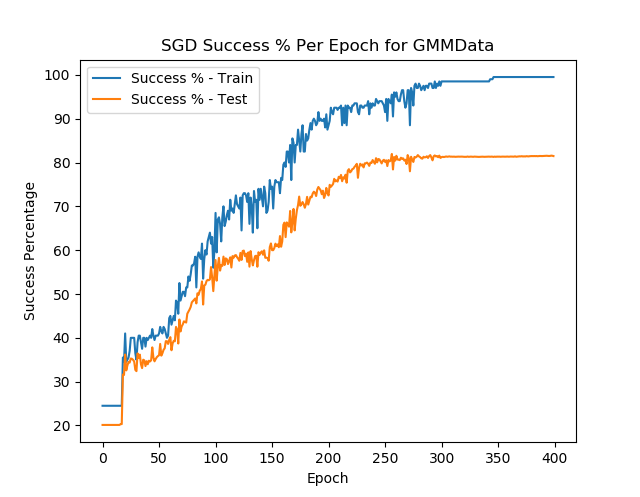 SGD Success % Per Epoch for GMMData
Success % - Train
Success % - Test
100
90
80
70
60
50
40
30
20
Success Percentage
0 50 100 150 200 250 300 350 400
Epoch